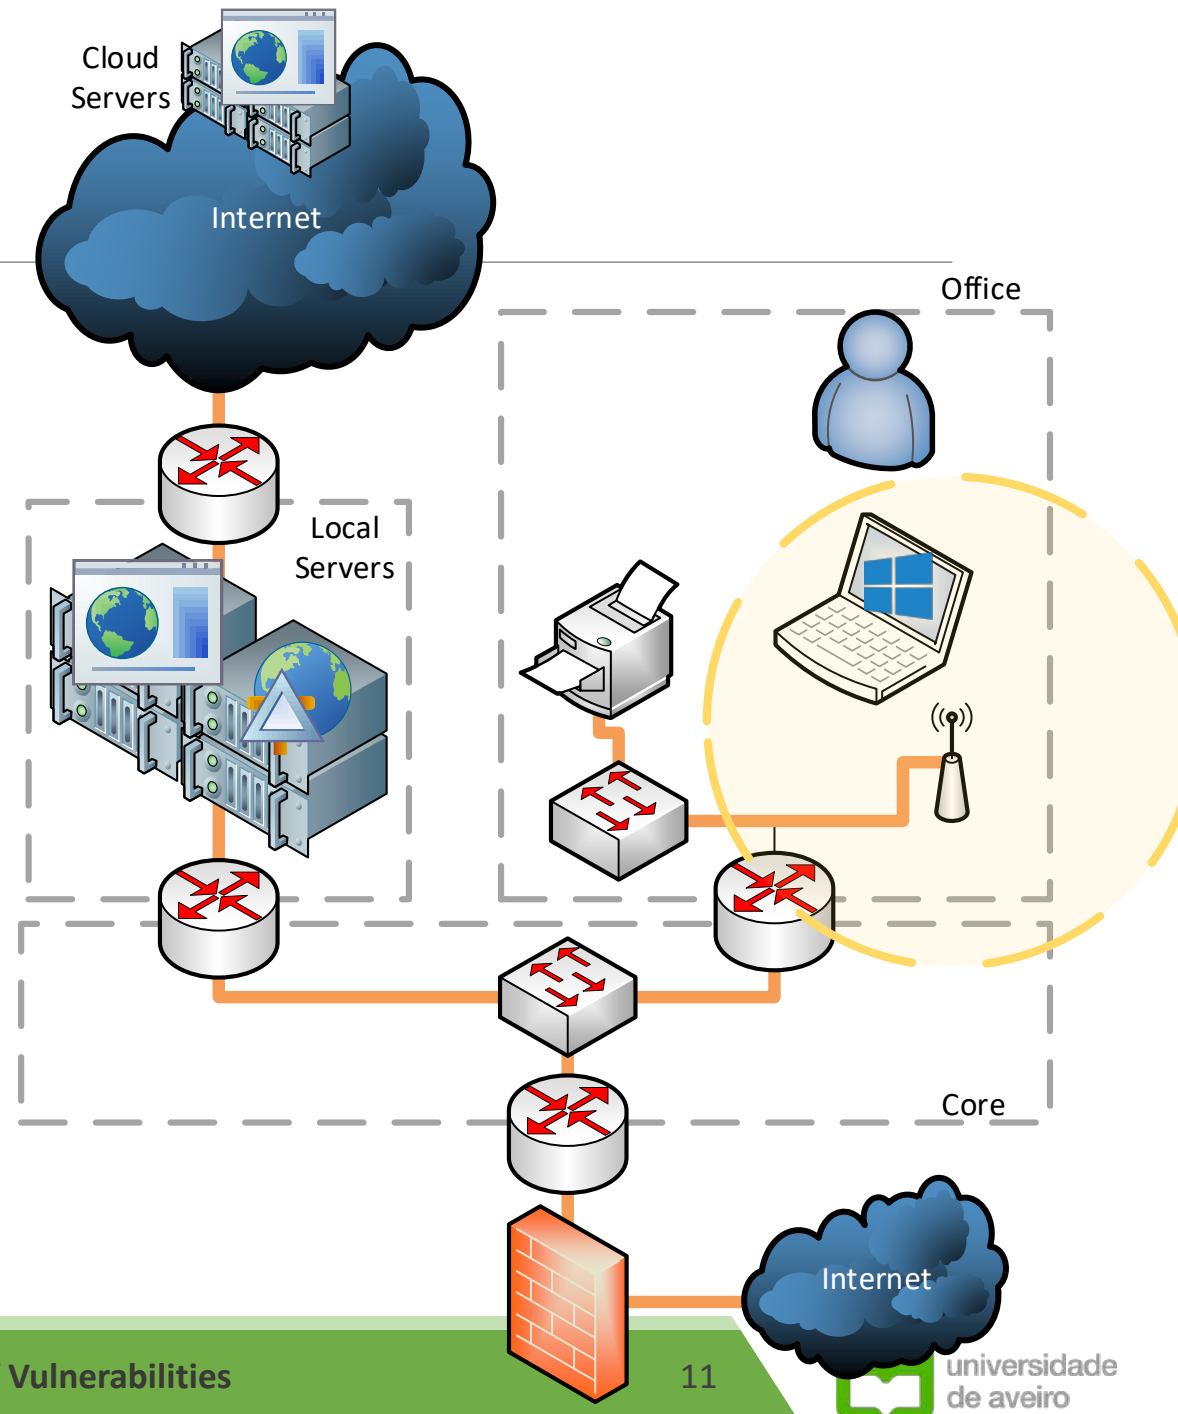 Cloud
Servers
Internet
Office
Local
Servers
Core
Internet
Vulnerabilities
11
universidade
de aveiro